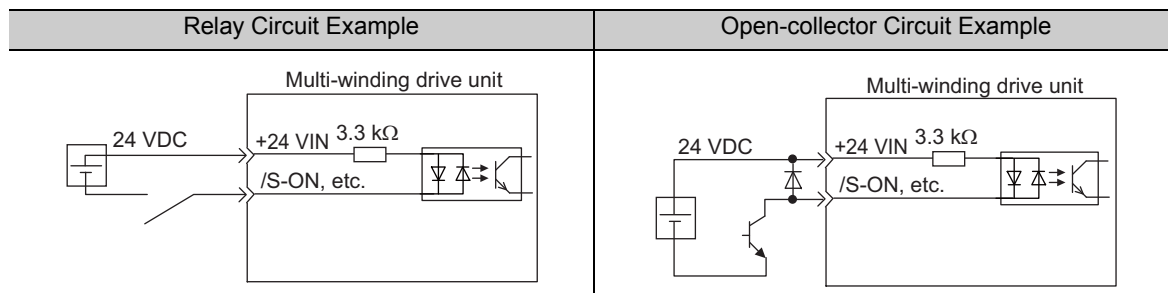 Relay Circuit Example
Open-collector Circuit Example
Multi-winding drive unit
24 VDC
+24 VIN
3.3 kΩ
/S-ON, etc.
Multi-winding drive unit
24 VDC
+24 VIN
3.3 kΩ
/S-ON, etc.